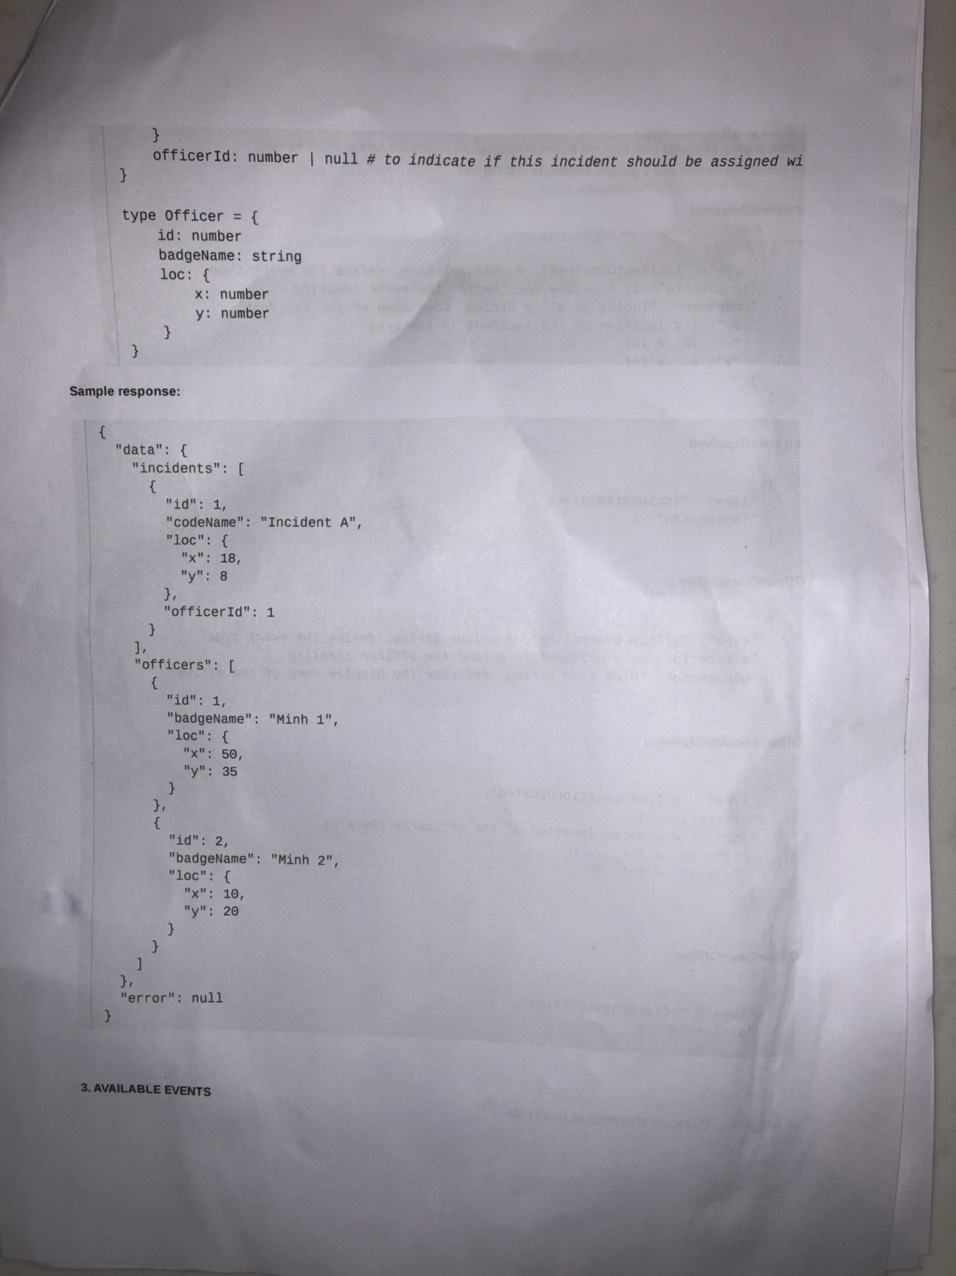 }
officerId: number | null # to indicate if this incident should be assigned wi
}
type Officer = {
id: number
badgeName: string
loc: {
x: number
y: number
}
}
Sample response:
{
"data": {
"incidents": [
{
"id": 1,
"codeName": "Incident A",
"loc": {
"x": 18,
"y": 8
},
"officerId": 1
}
],
"officers": [
{
"id": 1,
"badgeName": "Minh 1",
"loc": {
"x": 50,
"y": 35
}
},
{
"id": 2,
"badgeName": "Minh 2",
"loc": {
"x": 10,
"y": 20
}
}
]
},
"error": null
}
3. AVAILABLE EVENTS